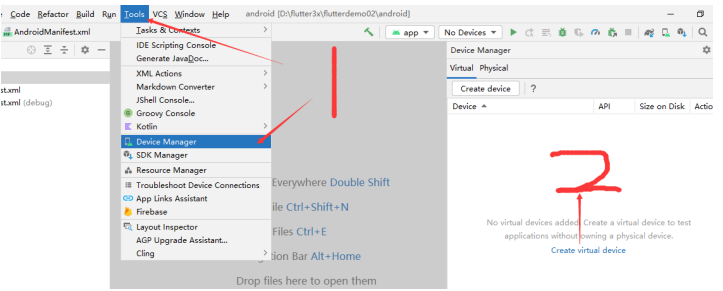 Code Refactor Build Run Tools VCS Window Help android [D:\flutter3x\flutterdemo02\android]
AndroidManifest.xml
app
No Devices
st.xml
st.xml (debug)
Tasks & Contexts
IDE Scripting Console
Generate JavaDoc...
XML Actions
Markdown Converter
JShell Console...
Groovy Console
Kotlin
Device Manager
SDK Manager
Resource Manager
Troubleshoot Device Connections
App Links Assistant
Firebase
Layout Inspector
AGP Upgrade Assistant...
Cling
1
Everywhere Double Shift
ile Ctrl+Shift+N
Files Ctrl+E
tion Bar Alt+Home
Drop files here to open them
Device Manager
Virtual Physical
Create device ?
Device API Size on Disk Actio
2
No virtual devices added. Create a virtual device to test
applications without owning a physical device.
Create virtual device